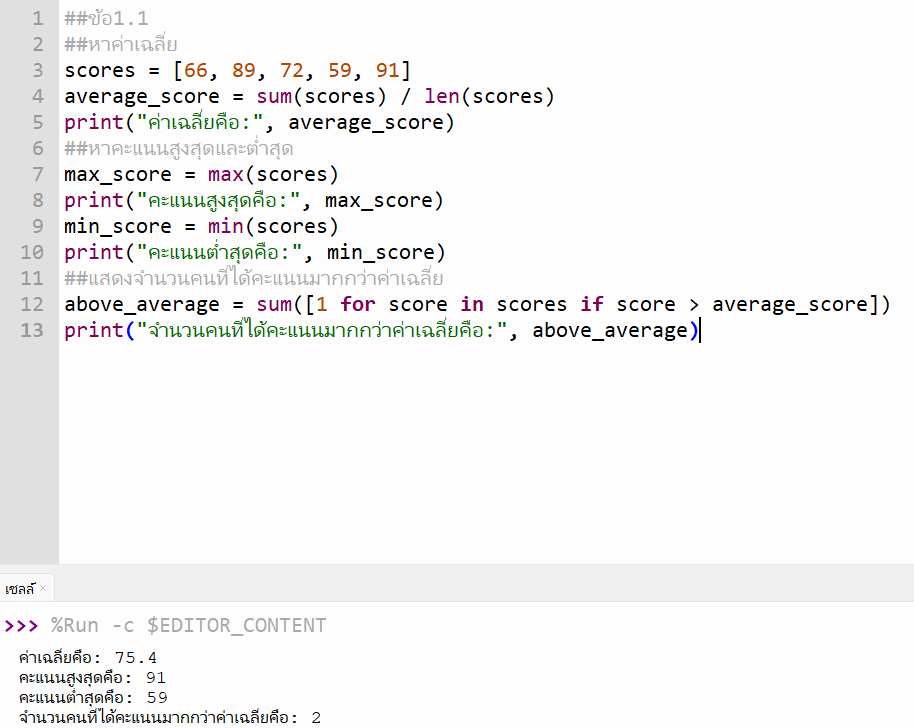 1 ##ข้อ1.1
2 ##หาค่าเฉลี่ย
3 scores = [66, 89, 72, 59, 91]
4 average_score = sum(scores) / len(scores)
5 print("ค่าเฉลี่ยคือ:", average_score)
6 ##หาคะแนนสูงสุดและต่ำสุด
7 max_score = max(scores)
8 print("คะแนนสูงสุดคือ:", max_score)
9 min_score = min(scores)
10 print("คะแนนต่ำสุดคือ:", min_score)
11 ##แสดงจำนวนคนที่ได้คะแนนมากกว่าค่าเฉลี่ย
12 above_average = sum([1 for score in scores if score > average_score])
13 print("จำนวนคนที่ได้คะแนนมากกว่าค่าเฉลี่ยคือ:", above_average)
เชลล์ ×
>>> %Run -c $EDITOR_CONTENT
ค่าเฉลี่ยคือ: 75.4
คะแนนสูงสุดคือ: 91
คะแนนต่ำสุดคือ: 59
จำนวนคนที่ได้คะแนนมากกว่าค่าเฉลี่ยคือ: 2